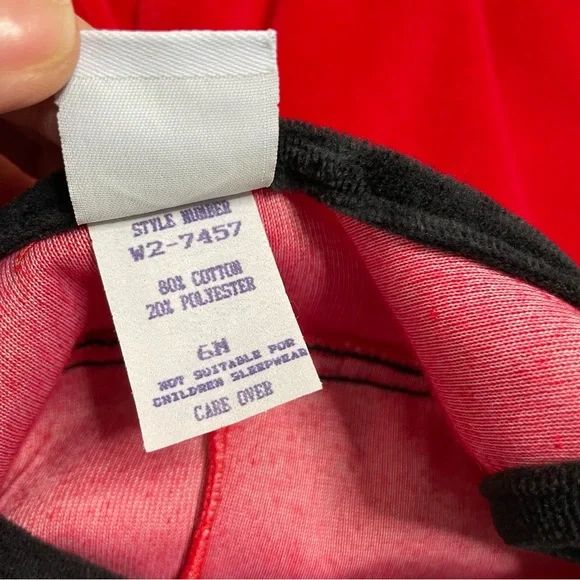 STYLE NUMBER
W2-7457
80% COTTON
20% POLYESTER
6M
NOT SUITABLE FOR
CHILDREN SLEEPWEAR
CARE OVER